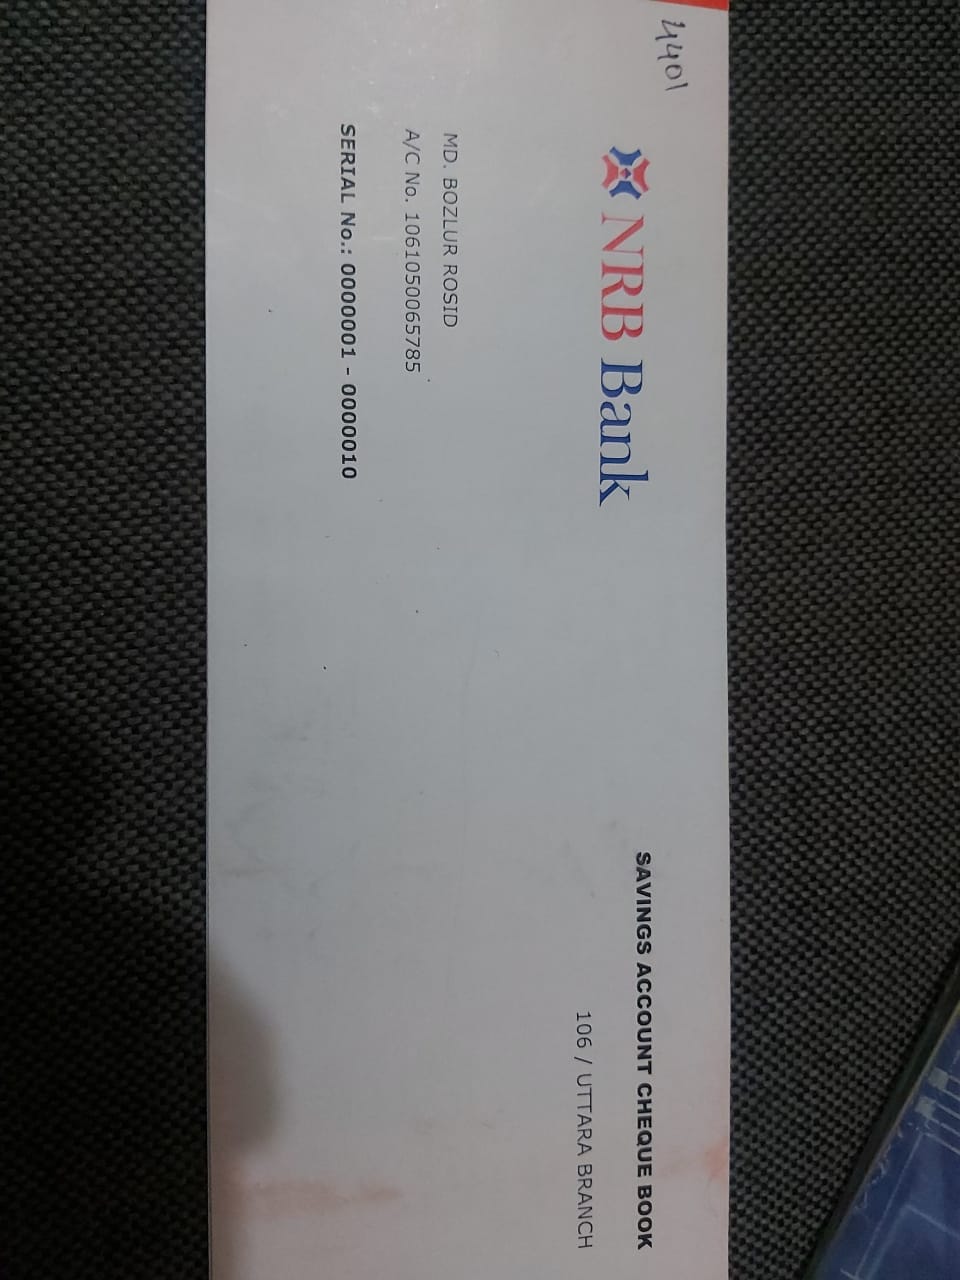 4401
NRB Bank
SAVINGS ACCOUNT CHEQUE BOOK
106 / UTTARA BRANCH
MD. BOZLUR ROSID
A/C No. 1061050065785
SERIAL No.: 0000001 - 0000010